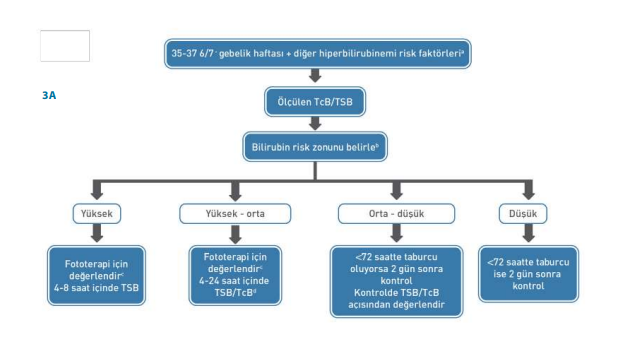 35-37 6/7⁻ gebelik haftası + diğer hiperbilirubinemi risk faktörleriᵃ
3A
Ölçülen TcB/TSB
Bilirubin risk zonunu belirleᵇ
Yüksek
Yüksek - orta
Orta - düşük
Düşük
Fototerapi için
değerlendirᶜ
4-8 saat içinde TSB
Fototerapi için
değerlendirᶜ
4-24 saat içinde
TSB/TcBᵈ
<72 saatte taburcu
oluyorsa 2 gün sonra
kontrol
Kontrolde TSB/TcB
açısından değerlendir
<72 saatte taburcu
ise 2 gün sonra
kontrol